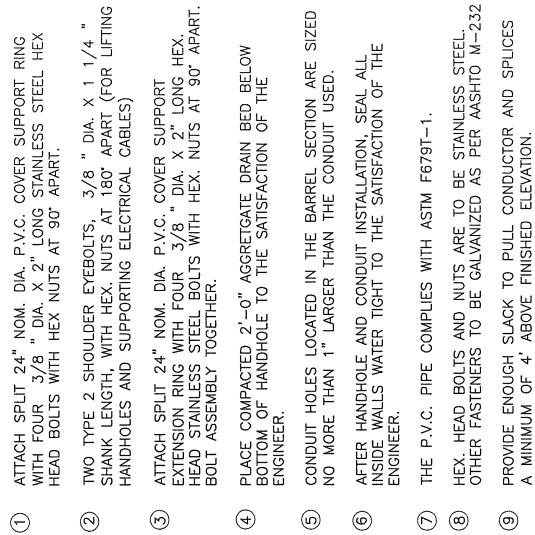 ① ATTACH SPLIT 24" NOM. DIA. P.V.C. COVER SUPPORT RING
WITH FOUR 3/8 " DIA. X 2" LONG STAINLESS STEEL HEX
HEAD BOLTS WITH HEX NUTS AT 90° APART.
② TWO TYPE 2 SHOULDER EYEBOLTS, 3/8 " DIA. X 1 1/4 "
SHANK LENGTH, WITH HEX. NUTS AT 180° APART (FOR LIFTING
HANDHOLES AND SUPPORTING ELECTRICAL CABLES)
③ ATTACH SPLIT 24" NOM. DIA. P.V.C. COVER SUPPORT
EXTENSION RING WITH FOUR 3/8 " DIA. X 2" LONG HEX.
HEAD STAINLESS STEEL BOLTS WITH HEX. NUTS AT 90° APART.
BOLT ASSEMBLY TOGETHER.
④ PLACE COMPACTED 2'-0" AGGRETGATE DRAIN BED BELOW
BOTTOM OF HANDHOLE TO THE SATISFACTION OF THE
ENGINEER.
⑤ CONDUIT HOLES LOCATED IN THE BARREL SECTION ARE SIZED
NO MORE THAN 1" LARGER THAN THE CONDUIT USED.
⑥ AFTER HANDHOLE AND CONDUIT INSTALLATION, SEAL ALL
INSIDE WALLS WATER TIGHT TO THE SATISFACTION OF THE
ENGINEER.
⑦ THE P.V.C. PIPE COMPLIES WITH ASTM F679T-1.
⑧ HEX. HEAD BOLTS AND NUTS ARE TO BE STAINLESS STEEL.
OTHER FASTENERS TO BE GALVANIZED AS PER AASHTO M-232
⑨ PROVIDE ENOUGH SLACK TO PULL CONDUCTOR AND SPLICES
A MINIMUM OF 4' ABOVE FINISHED ELEVATION.